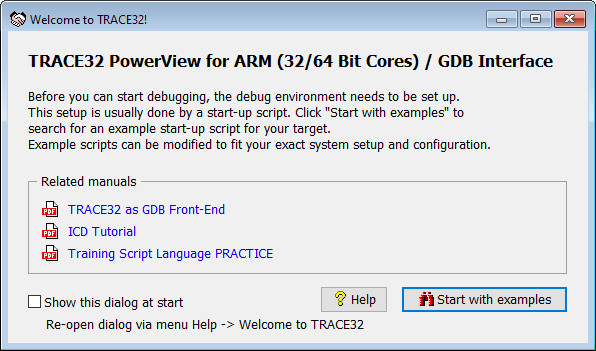 Welcome to TRACE32!
TRACE32 PowerView for ARM (32/64 Bit Cores) / GDB Interface
Before you can start debugging, the debug environment needs to be set up.
This setup is usually done by a start-up script. Click "Start with examples" to
search for an example start-up script for your target.
Example scripts can be modified to fit your exact system setup and configuration.
Related manuals
PDF TRACE32 as GDB Front-End
PDF ICD Tutorial
PDF Training Script Language PRACTICE
Show this dialog at start
Help
Start with examples
Re-open dialog via menu Help -> Welcome to TRACE32